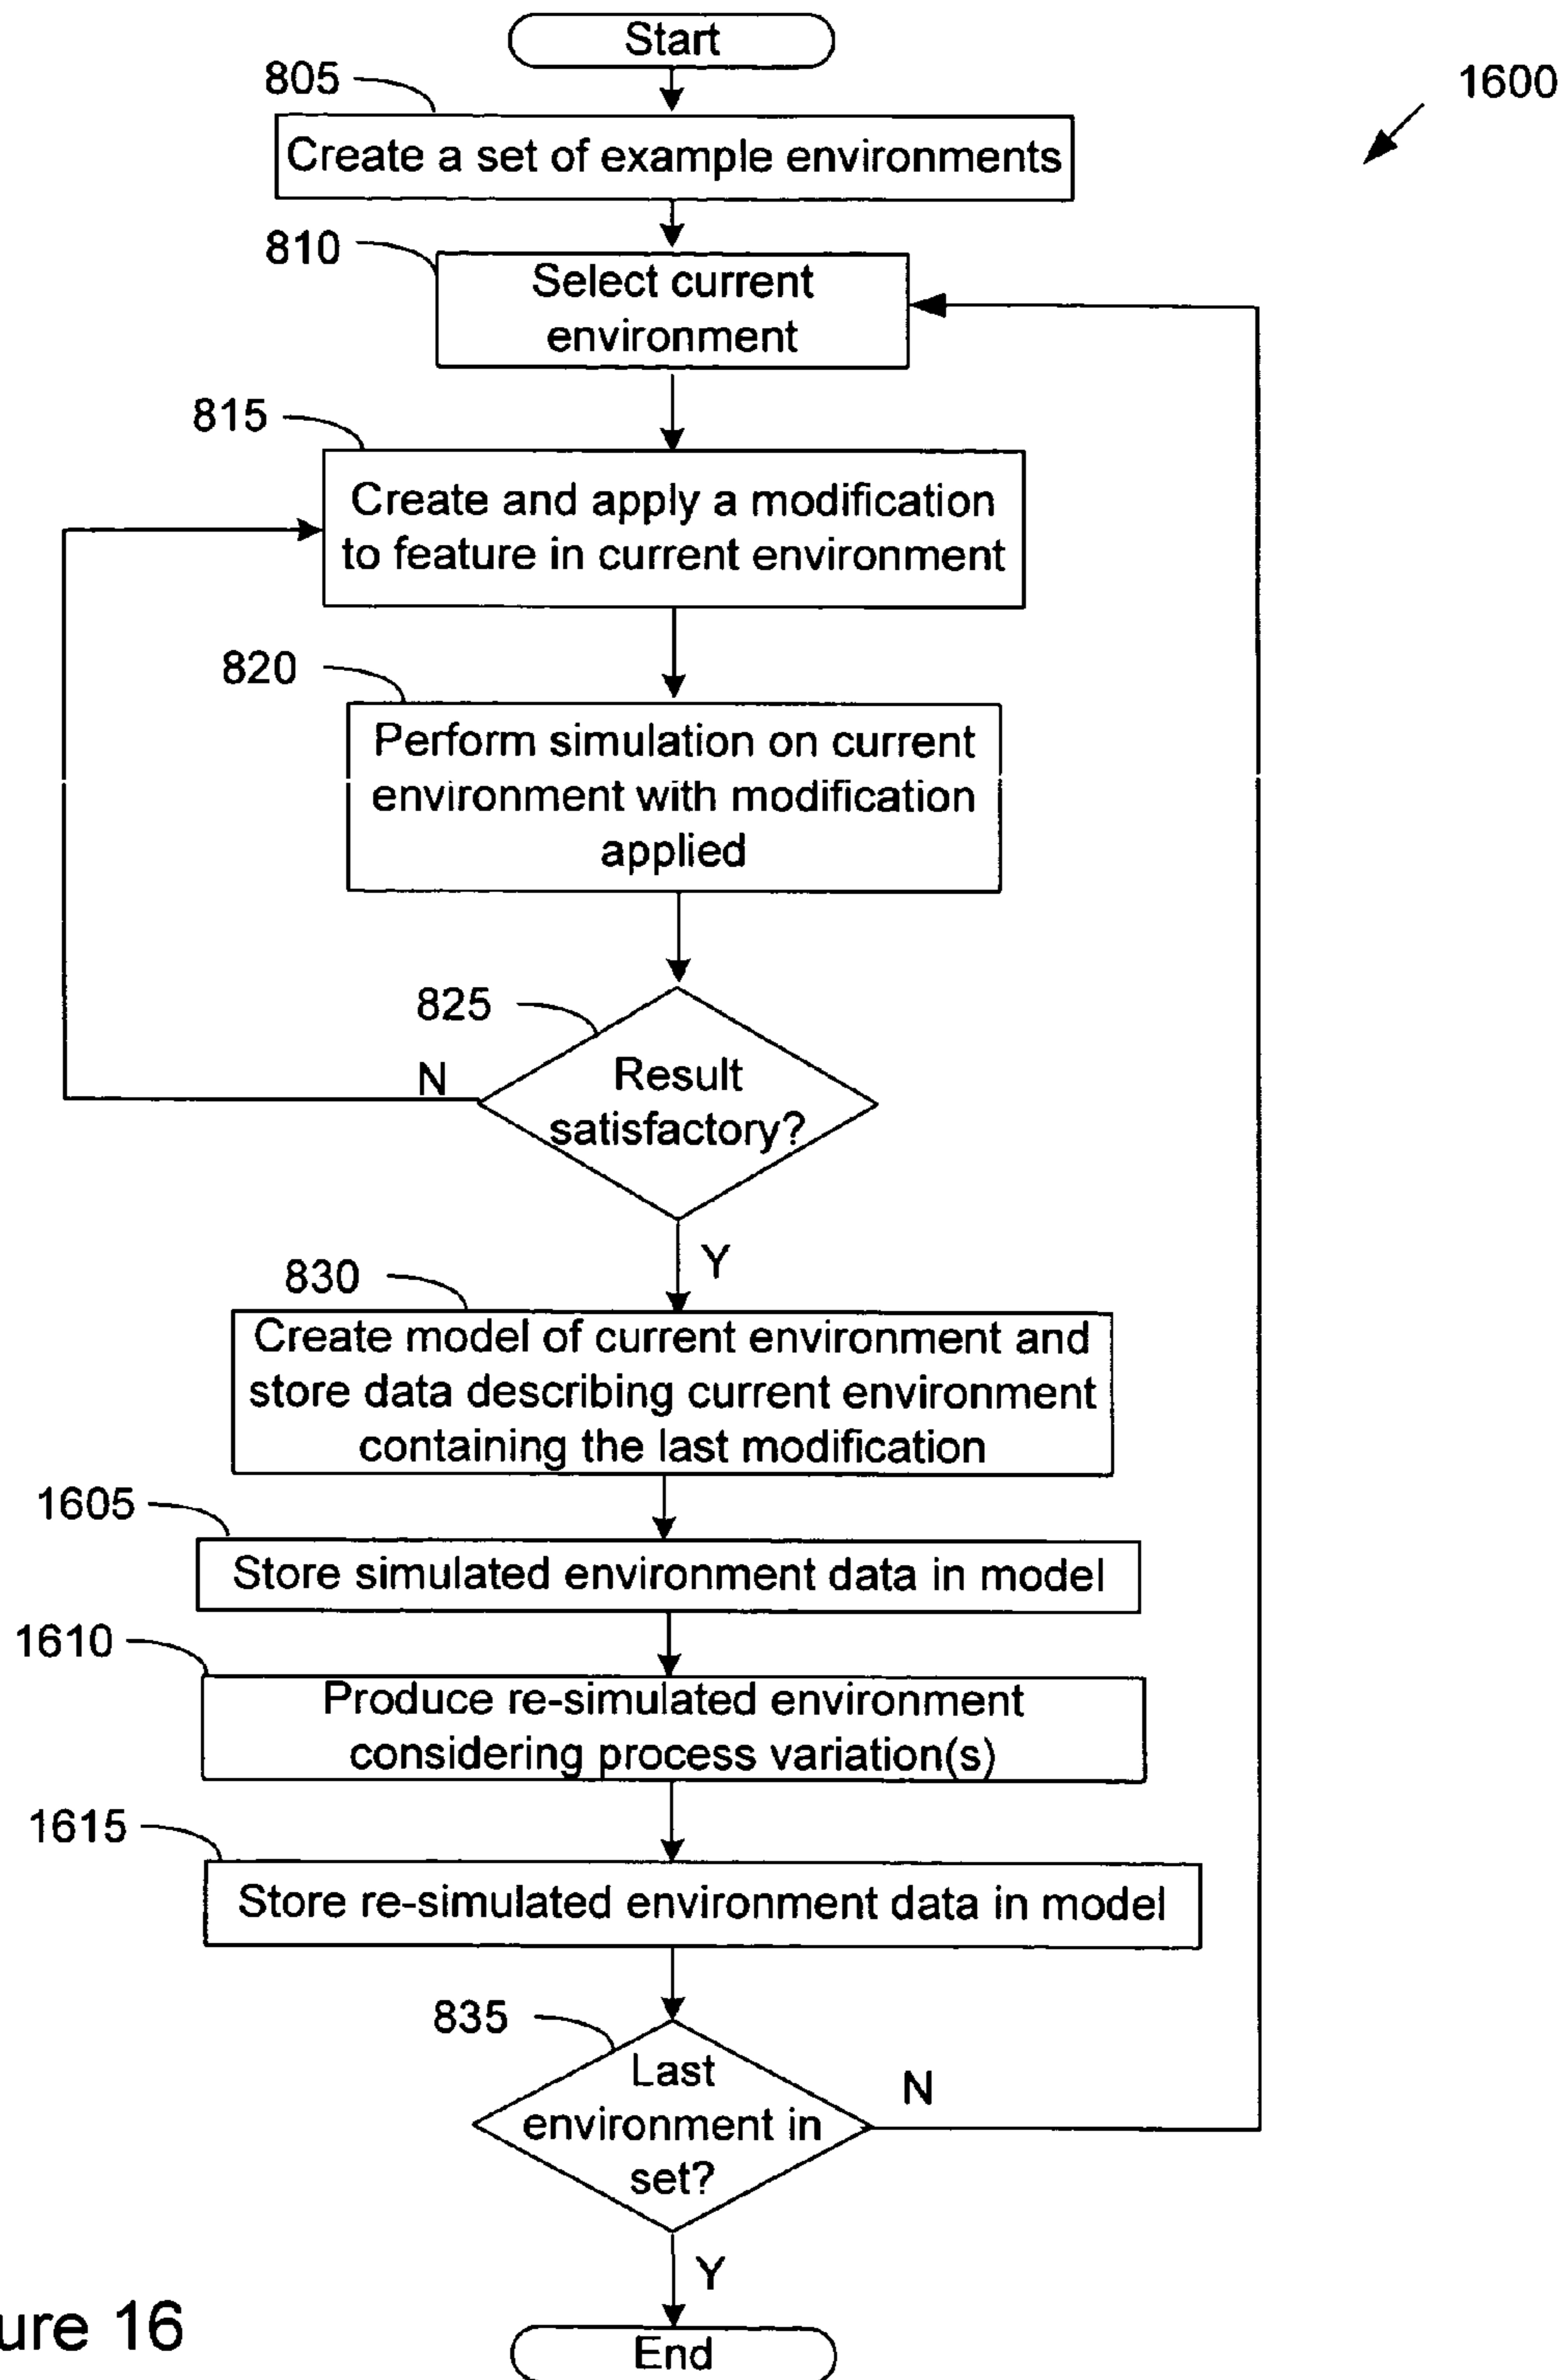 Start
805
1600
Create a set of example environments
810
Select current
environment
815
Create and apply a modification
to feature in current environment
820
Perform simulation on current
environment with modification
applied
825
Result
satisfactory?
N
Y
830
Create model of current environment and
store data describing current environment
containing the last modification
1605
Store simulated environment data in model
1610
Produce re-simulated environment
considering process variation(s)
1615
Store re-simulated environment data in model
835
Last
environment in
set?
N
Y
ure 16
End